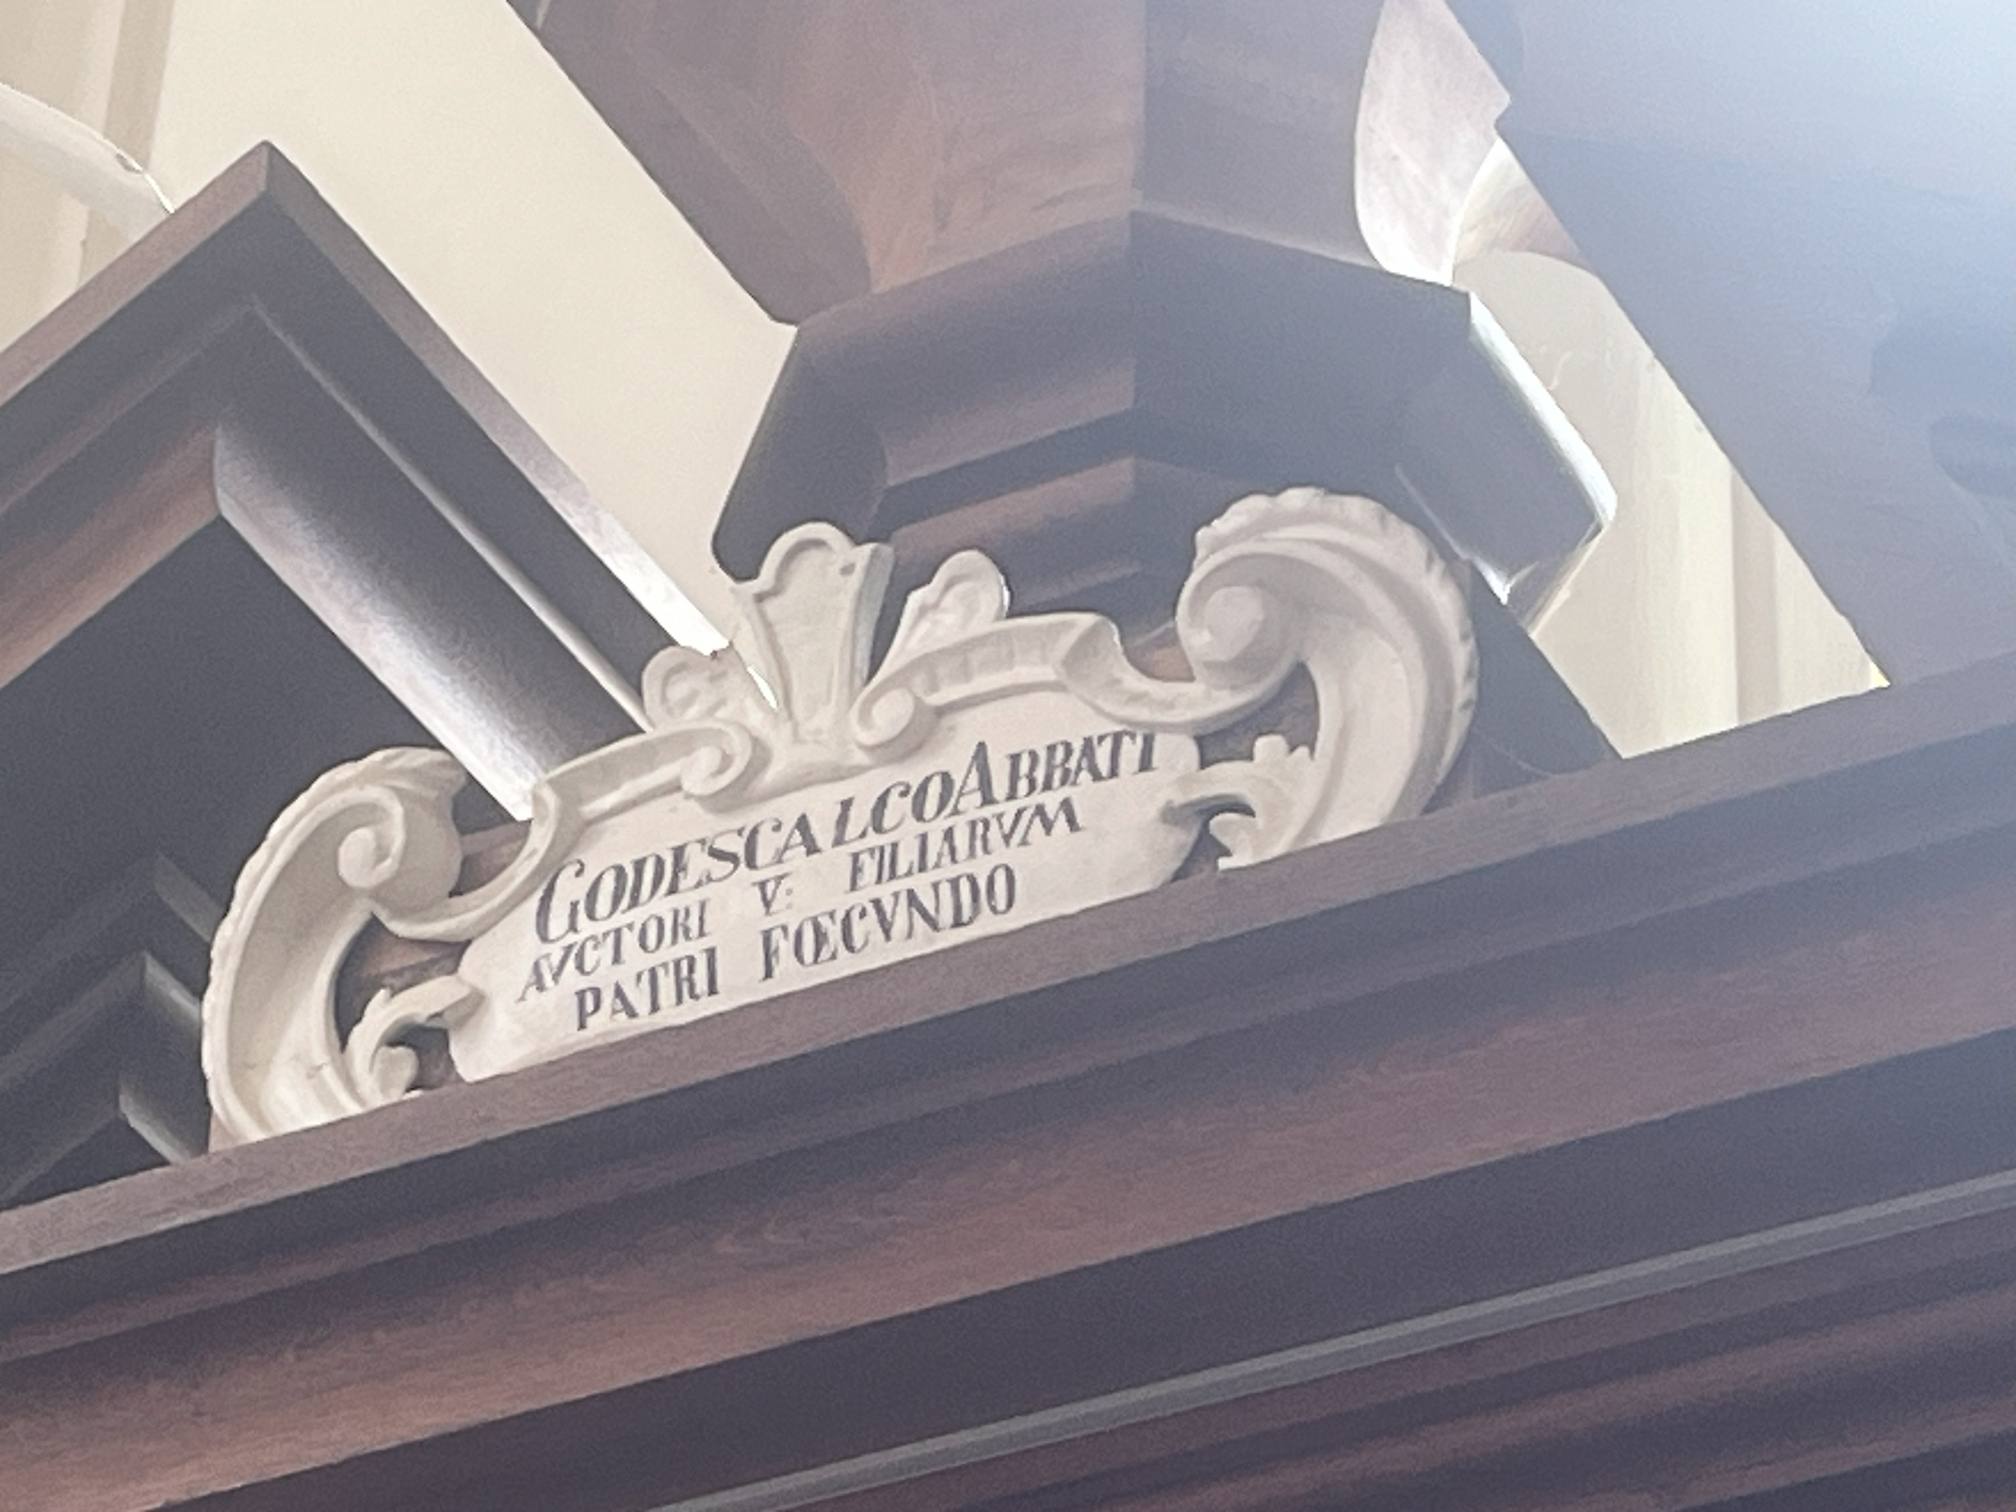 GODESCALCO ABBATI
AVCTORI V: FILIARVM
PATRI FŒCVNDO